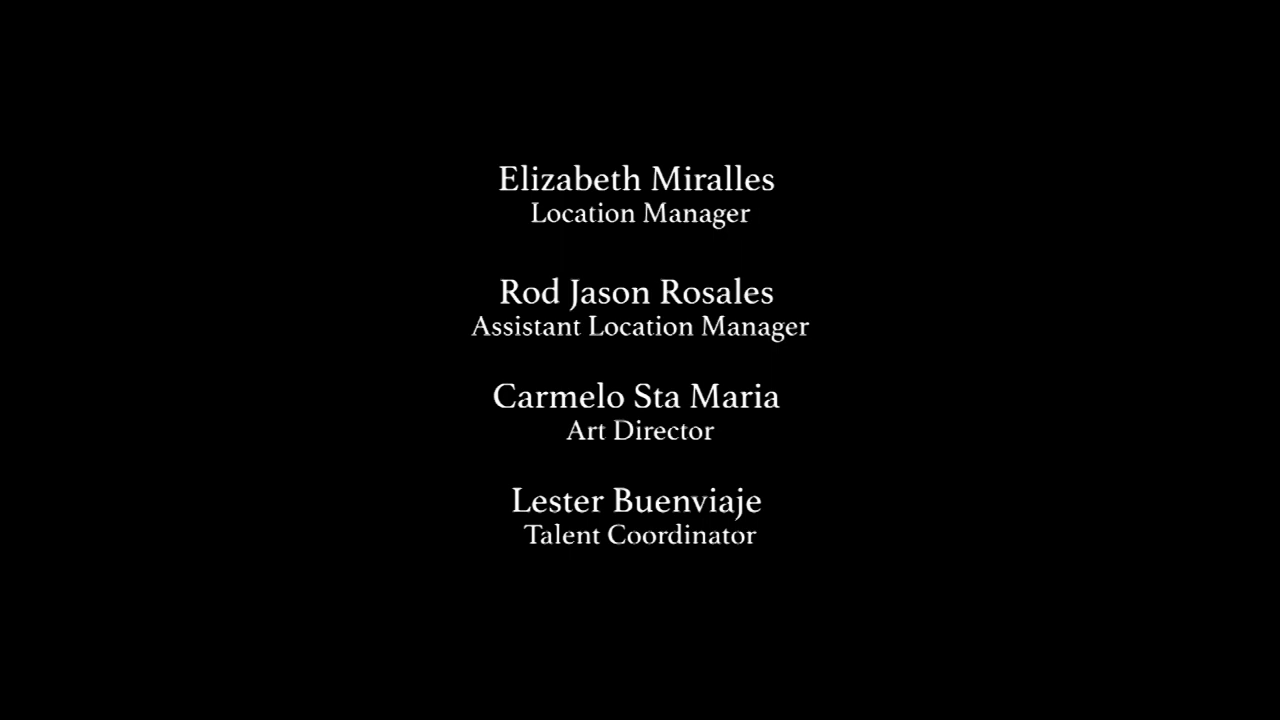 Elizabeth Miralles
Location Manager
Rod Jason Rosales
Assistant Location Manager
Carmelo Sta Maria
Art Director
Lester Buenviaje
Talent Coordinator